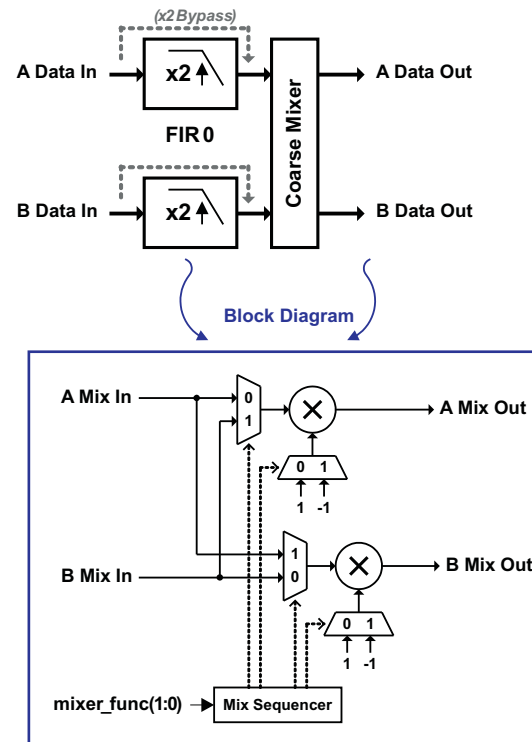 (x2 Bypass)
A Data In
x2
A Data Out
FIR 0
Coarse Mixer
B Data In
x2
B Data Out
Block Diagram
A Mix In
0
1
A Mix Out
0 1
1 -1
B Mix In
1
0
B Mix Out
0 1
1 -1
mixer_func(1:0)
Mix Sequencer